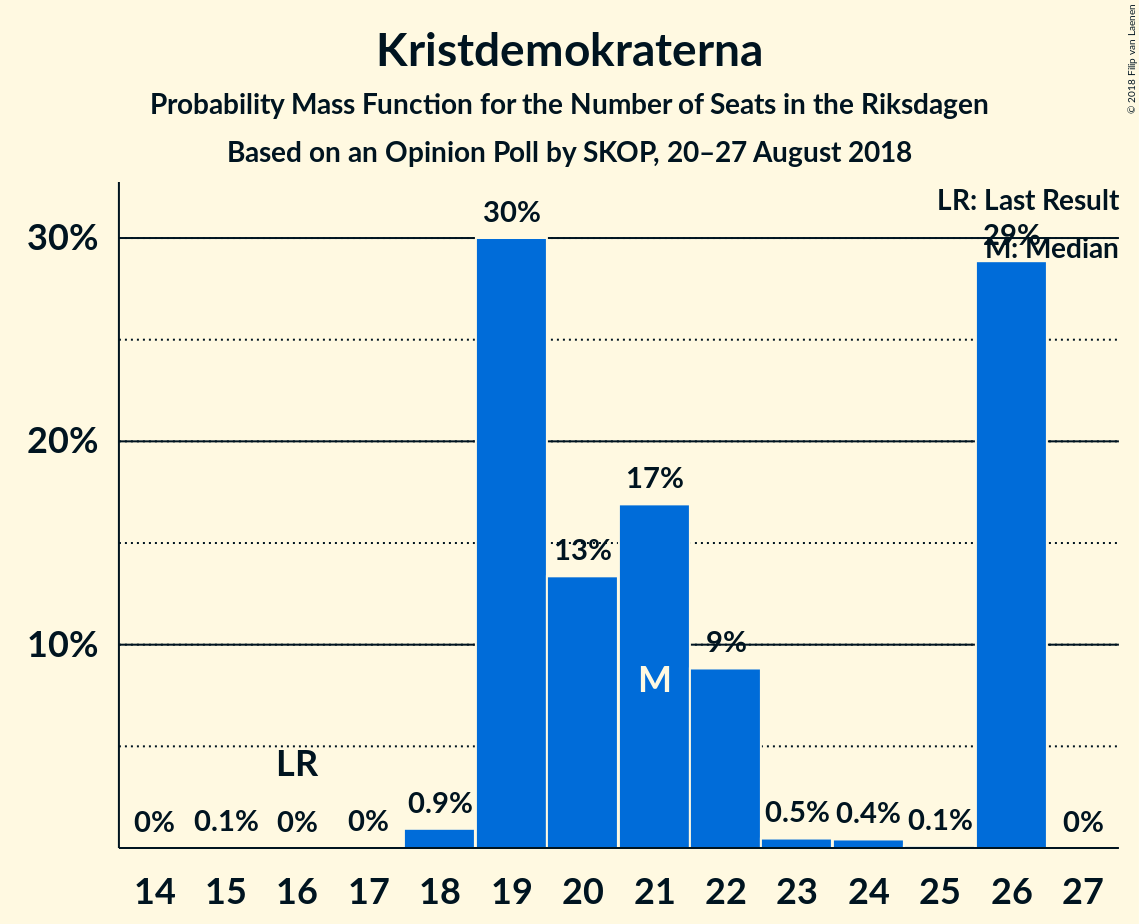 Kristdemokraterna
Probability Mass Function for the Number of Seats in the Riksdagen
Based on an Opinion Poll by SKOP, 20–27 August 2018
© 2018 Filip van Laenen
LR: Last Result
M: Median
30%
20%
10%
0%
0.1%
0%
LR
0%
0.9%
30%
13%
17%
M
9%
0.5%
0.4%
0.1%
29%
0%
14 15 16 17 18 19 20 21 22 23 24 25 26 27